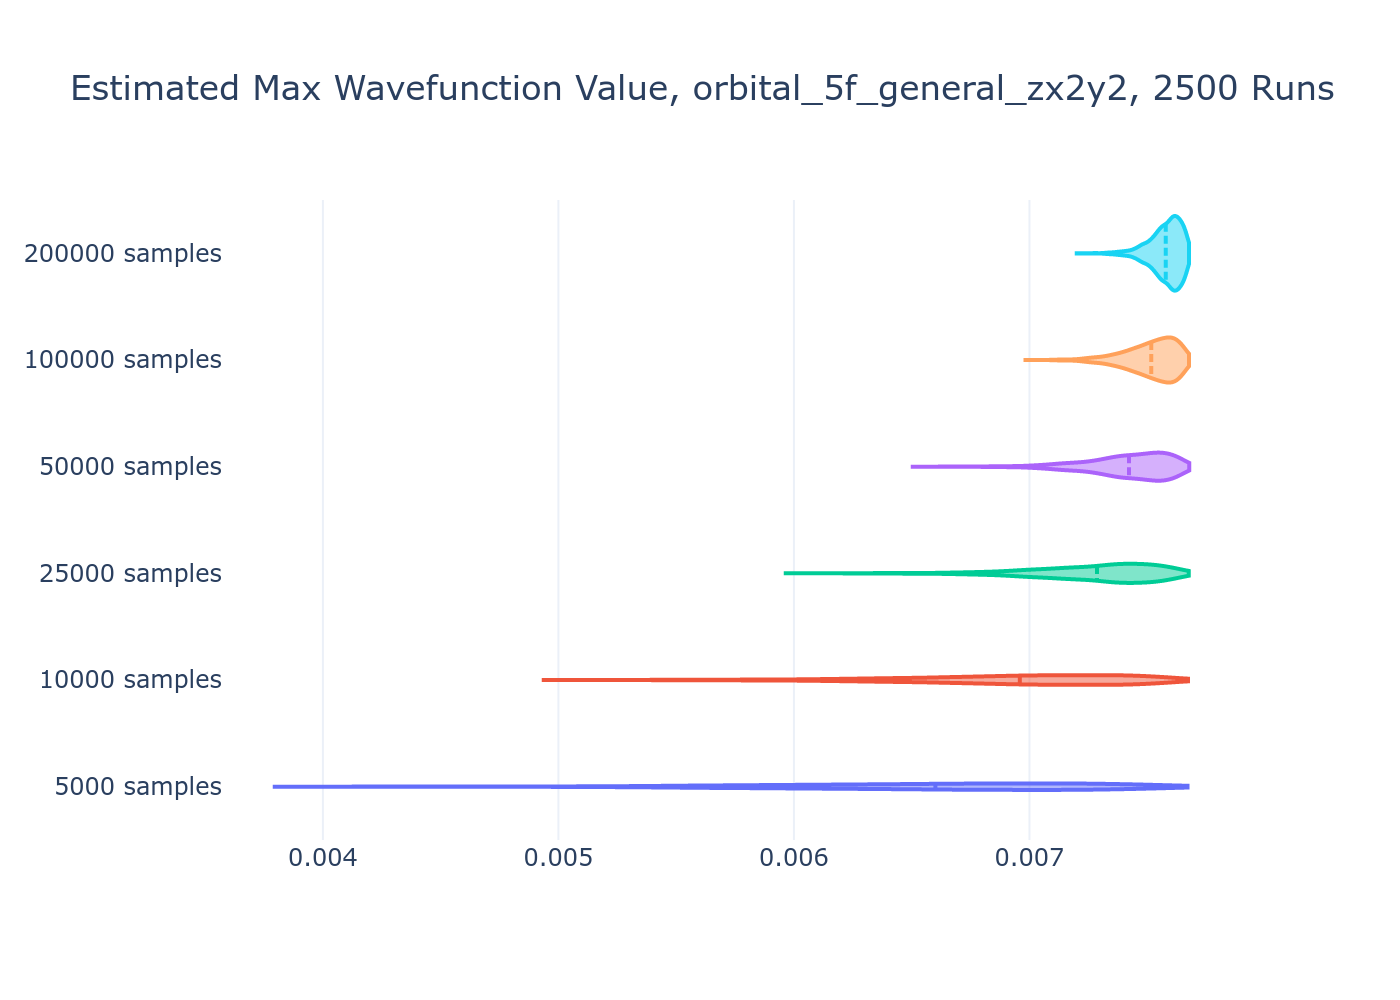 Estimated Max Wavefunction Value, orbital_5f_general_zx2y2, 2500 Runs
200000 samples
100000 samples
50000 samples
25000 samples
10000 samples
5000 samples
0.004 0.005 0.006 0.007